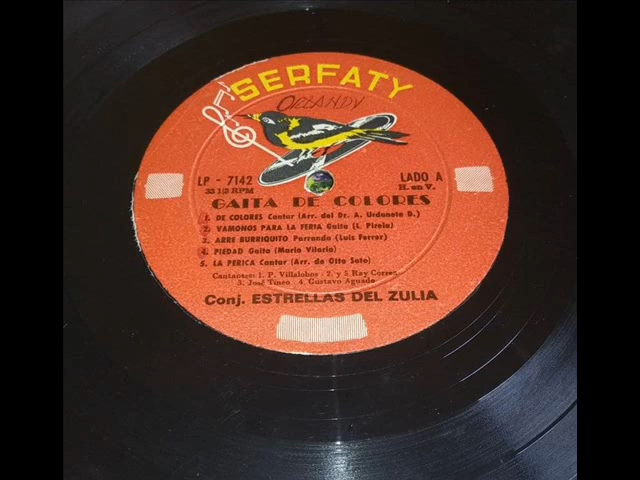 SERFATY
ORLANDY
LP - 7142
33 1/3 RPM
LADO A
H. en V.
GAITA DE COLORES
1. DE COLORES Cantar (Arr. del Dr. A. Urdaneta D.)
2. VAMONOS PARA LA FERIA Gaita (L. Pirela)
3. ARRE BURRIQUITO Parranda (Luis Ferrer)
4. PIEDAD Gaita (Mario Viloria)
5. LA PERICA Cantar (Arr. de Otto Soto)
Cantantes: 1. P. Villalobos - 2. y 5 Ray Correa
3. José Tineo - 4. Gustavo Aguado
Conj. ESTRELLAS DEL ZULIA